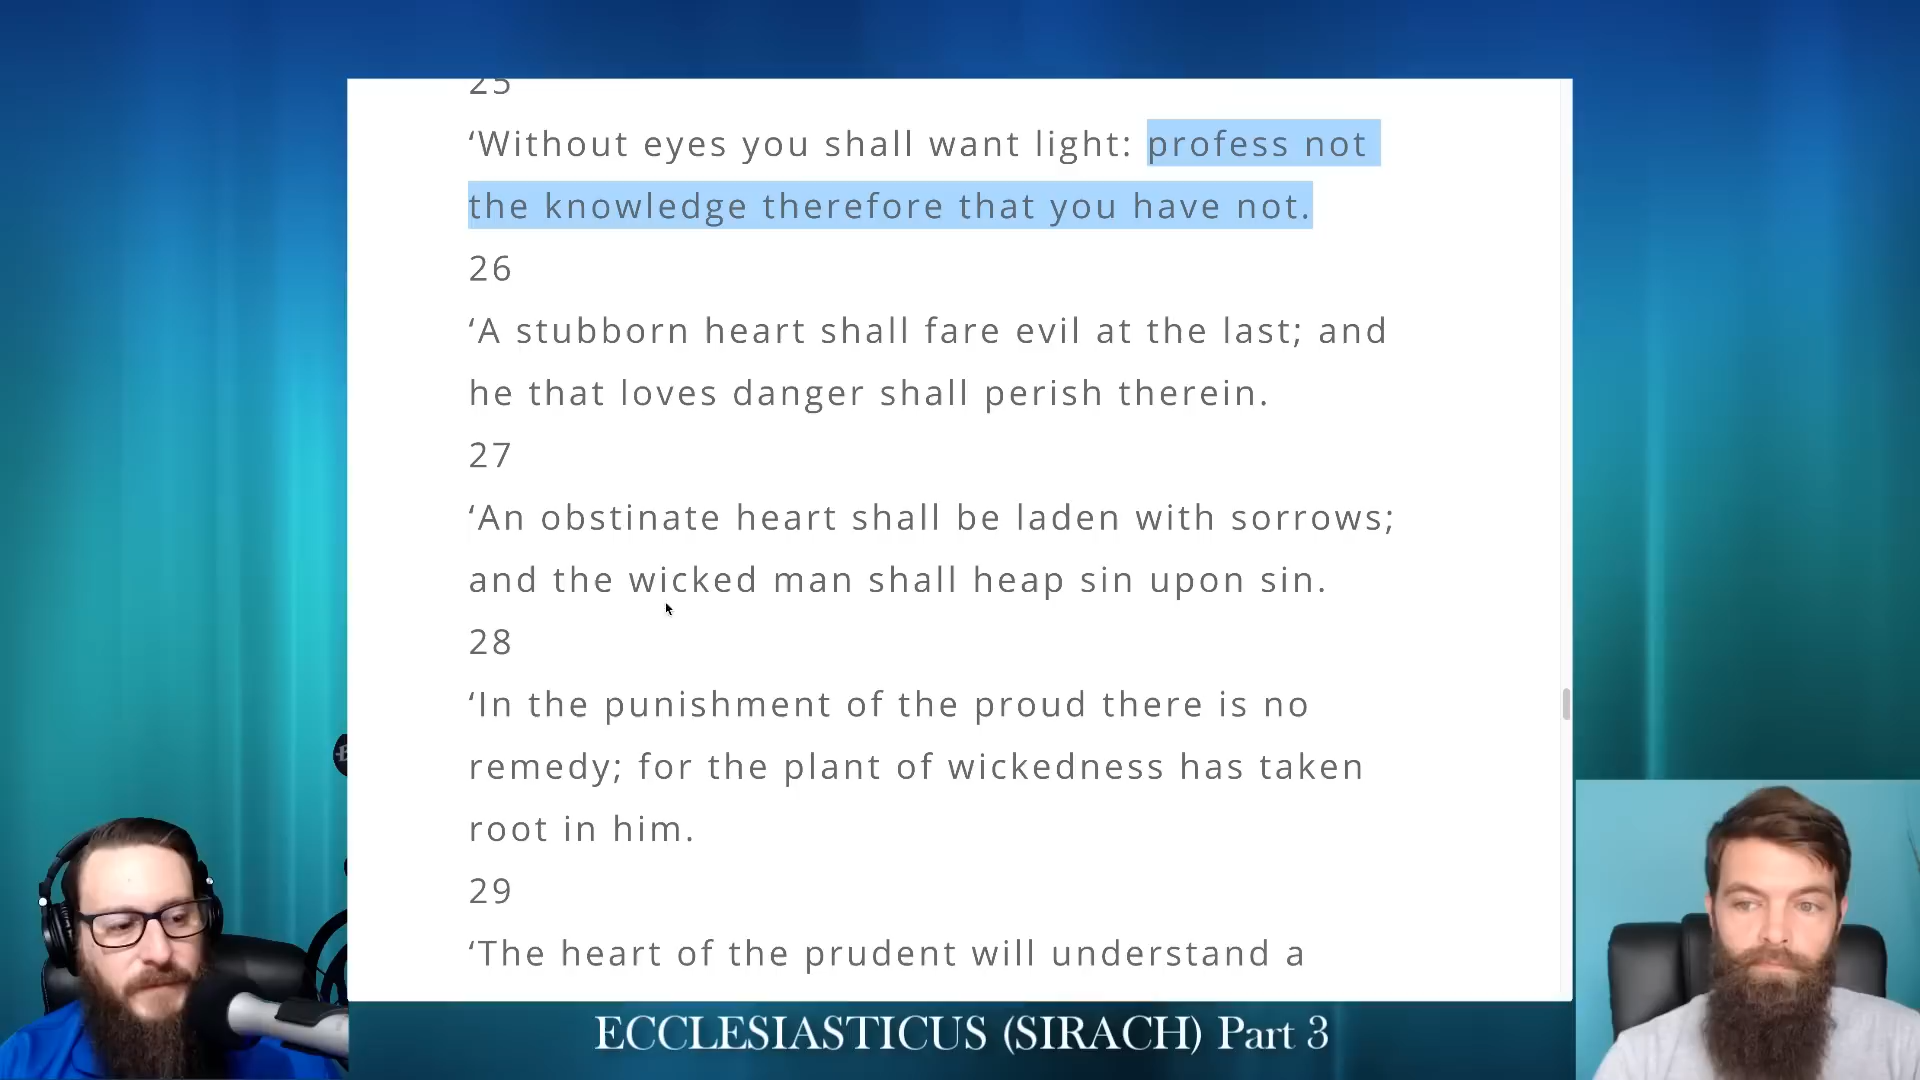 25
‘Without eyes you shall want light: profess not
the knowledge therefore that you have not.
26
‘A stubborn heart shall fare evil at the last; and
he that loves danger shall perish therein.
27
‘An obstinate heart shall be laden with sorrows;
and the wicked man shall heap sin upon sin.
28
‘In the punishment of the proud there is no
remedy; for the plant of wickedness has taken
root in him.
29
‘The heart of the prudent will understand a
ECCLESIASTICUS (SIRACH) Part 3